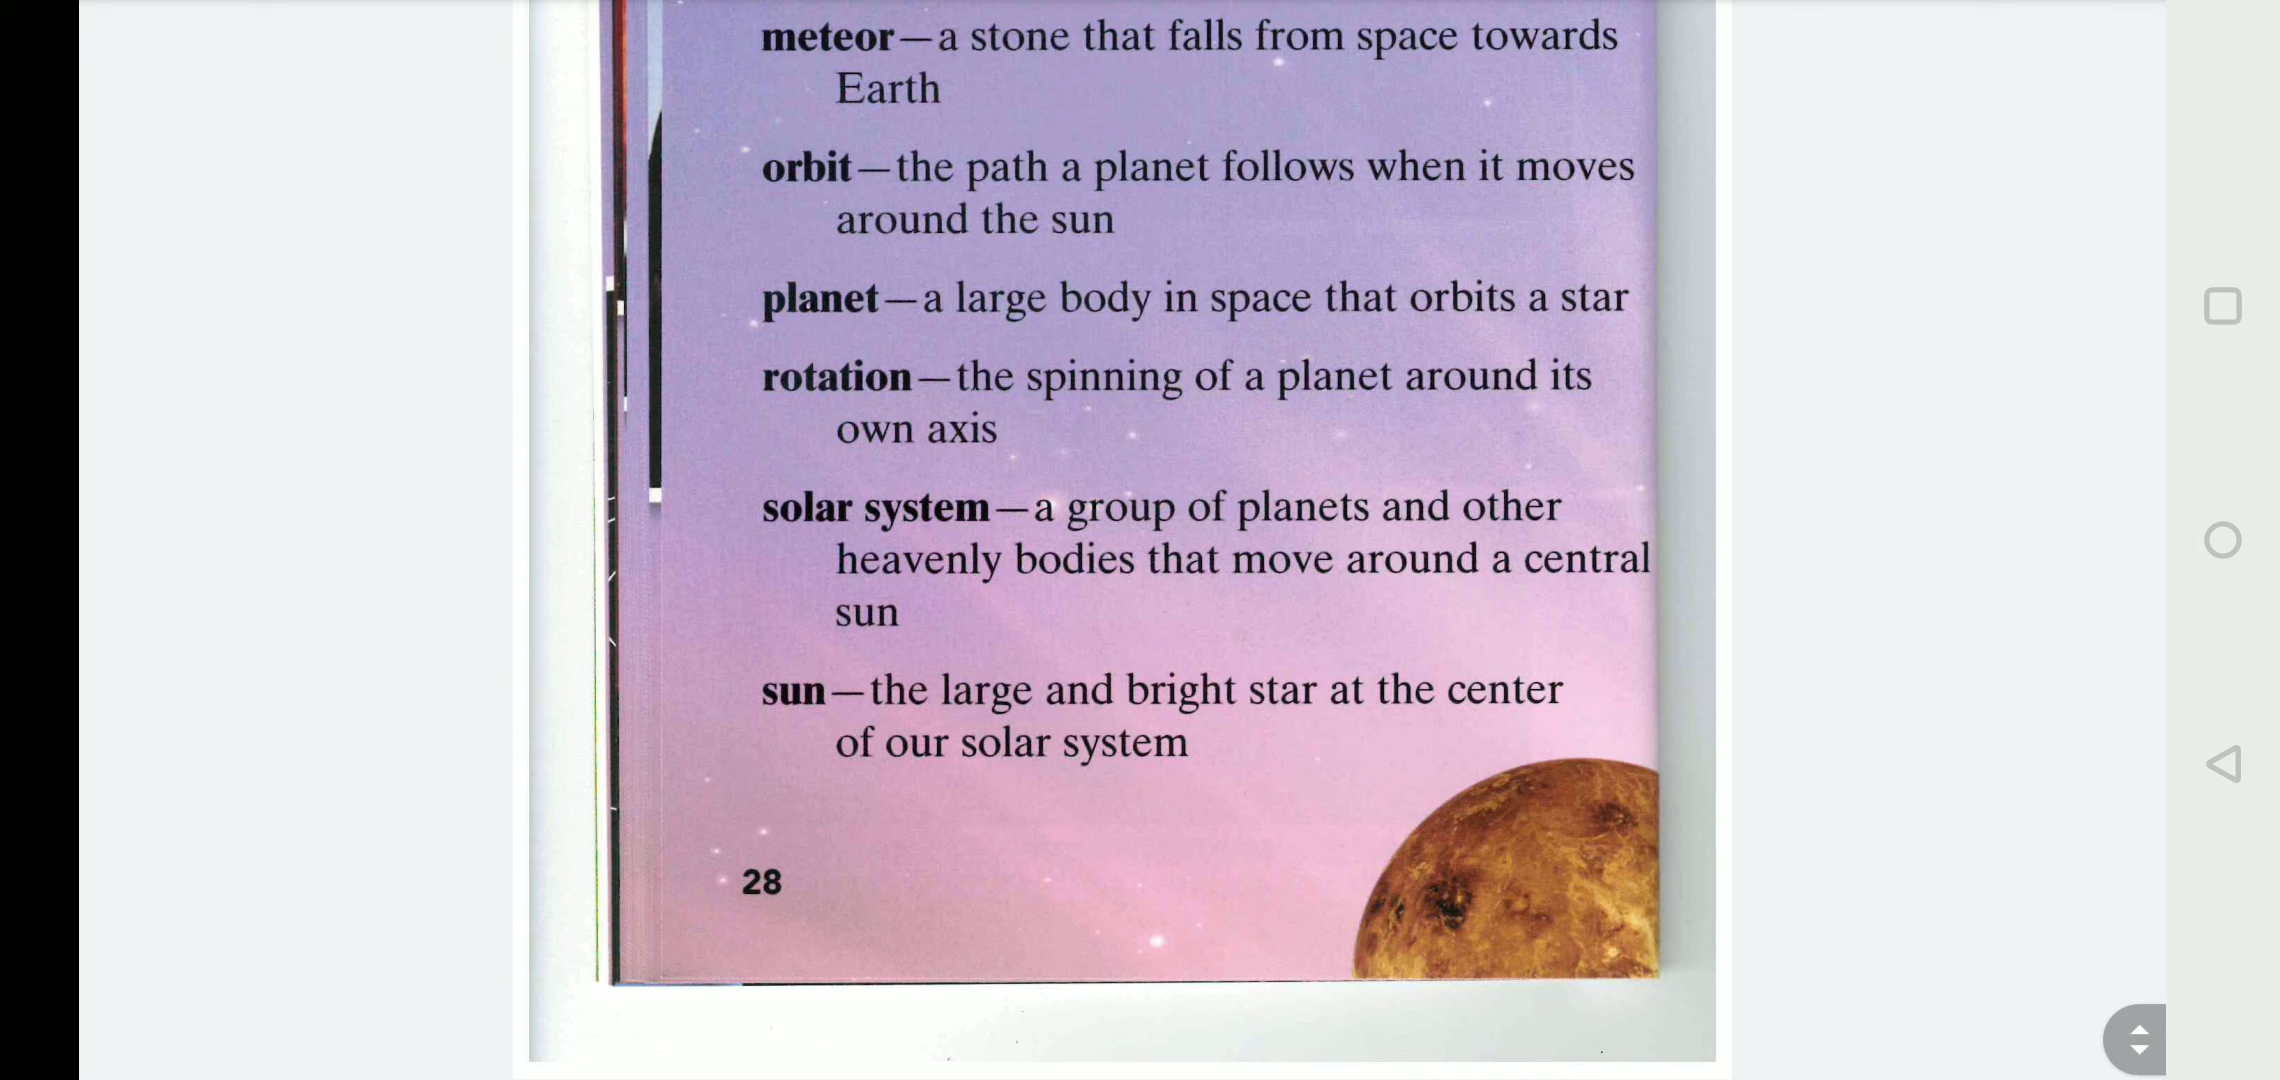 meteor—a stone that falls from space towards
Earth
orbit—the path a planet follows when it moves
around the sun
planet—a large body in space that orbits a star
rotation—the spinning of a planet around its
own axis
solar system—a group of planets and other
heavenly bodies that move around a central
sun
sun—the large and bright star at the center
of our solar system
28